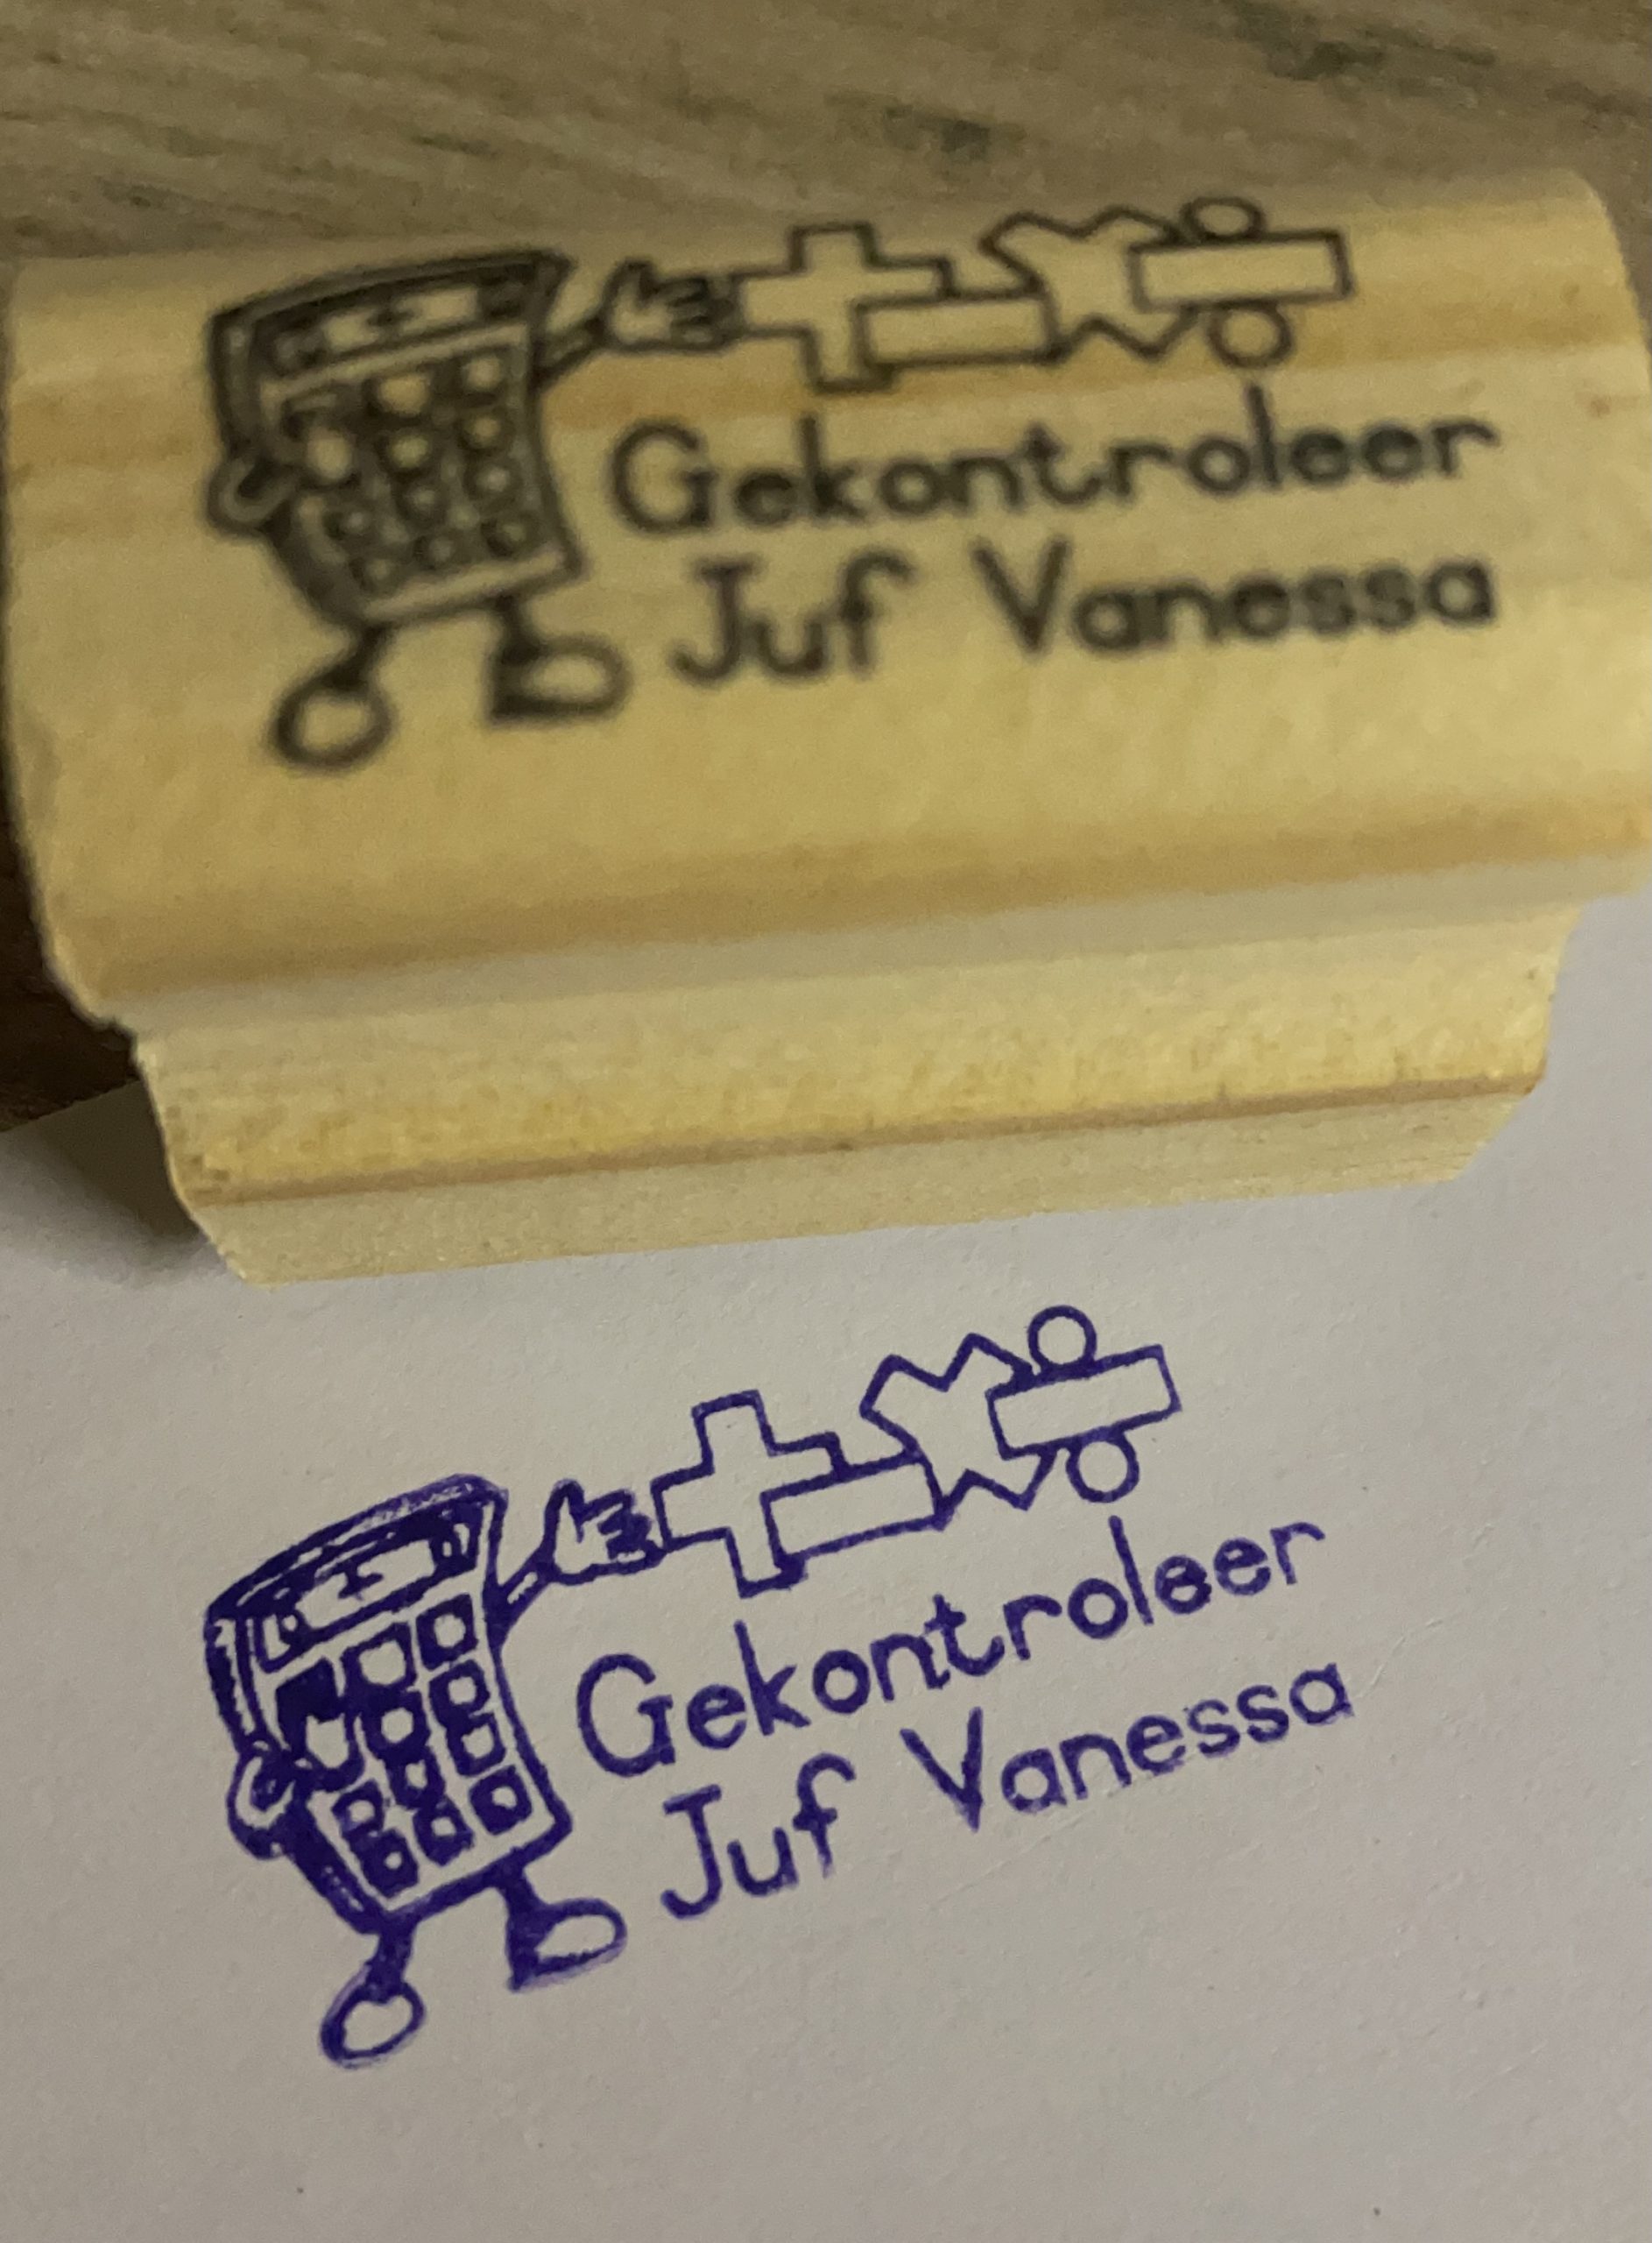 Gekontroleer
Juf Vanessa
Gekontroleer
Juf Vanessa